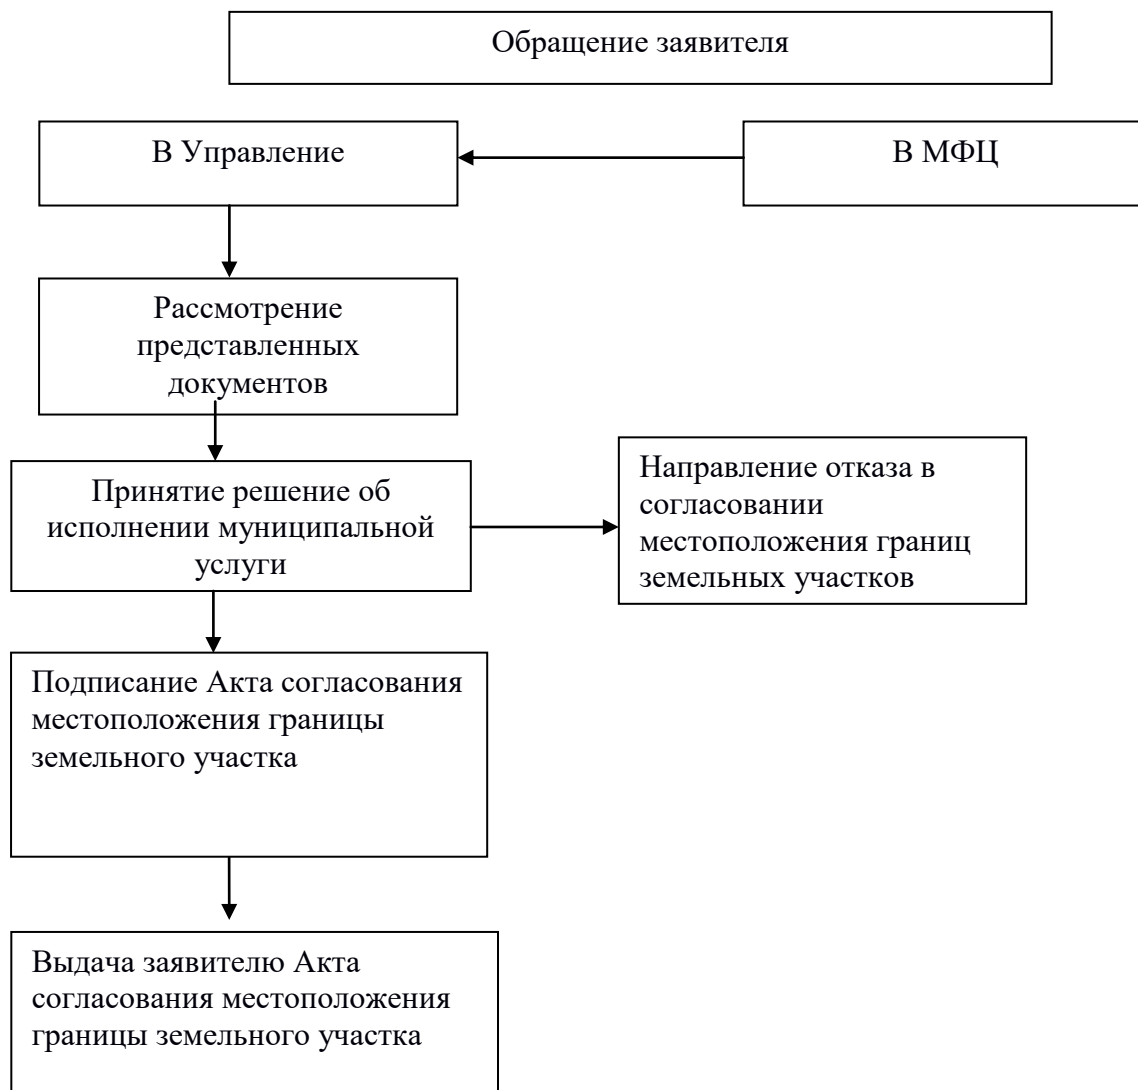 Обращение заявителя
В Управление
В МФЦ
Рассмотрение
представленных
документов
Принятие решение об
исполнении муниципальной
услуги
Направление отказа в
согласовании
местоположения границ
земельных участков
Подписание Акта согласования
местоположения границы
земельного участка
Выдача заявителю Акта
согласования местоположения
границы земельного участка